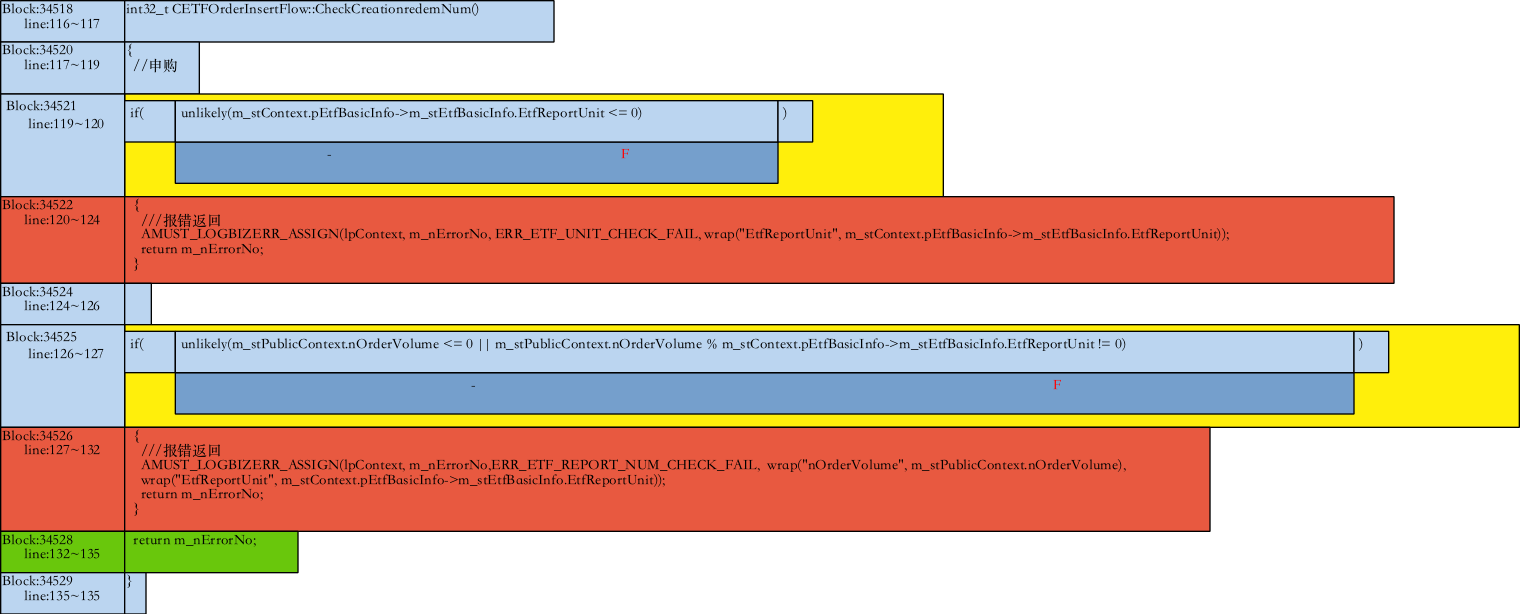 Block:34518 int32_t CETFOrderInsertFlow::CheckCreationredemNum()
line:116~117
Block:34520 {
line:117~119 //申购
Block:34521 if( unlikely(m_stContext.pEtfBasicInfo->m_stEtfBasicInfo.EtfReportUnit <= 0) )
line:119~120
- F
Block:34522 {
line:120~124 ///报错返回
AMUST_LOGBIZERR_ASSIGN(lpContext, m_nErrorNo, ERR_ETF_UNIT_CHECK_FAIL, wrap("EtfReportUnit", m_stContext.pEtfBasicInfo->m_stEtfBasicInfo.EtfReportUnit));
return m_nErrorNo;
}
Block:34524
line:124~126
Block:34525 if( unlikely(m_stPublicContext.nOrderVolume <= 0 || m_stPublicContext.nOrderVolume % m_stContext.pEtfBasicInfo->m_stEtfBasicInfo.EtfReportUnit != 0) )
line:126~127
- F
Block:34526 {
line:127~132 ///报错返回
AMUST_LOGBIZERR_ASSIGN(lpContext, m_nErrorNo,ERR_ETF_REPORT_NUM_CHECK_FAIL, wrap("nOrderVolume", m_stPublicContext.nOrderVolume),
wrap("EtfReportUnit", m_stContext.pEtfBasicInfo->m_stEtfBasicInfo.EtfReportUnit));
return m_nErrorNo;
}
Block:34528 return m_nErrorNo;
line:132~135
Block:34529 }
line:135~135